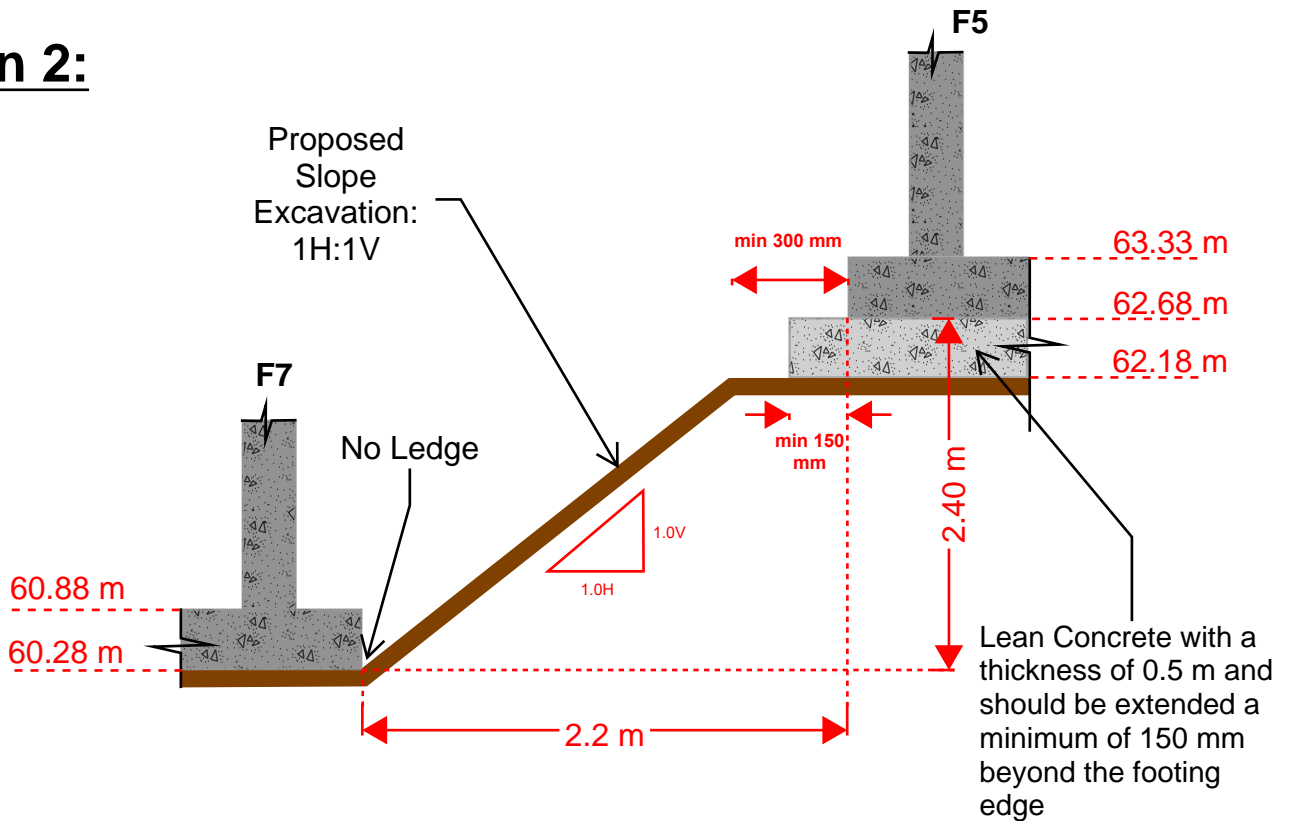 n 2:
F5
Proposed
Slope
Excavation:
1H:1V
min 300 mm
63.33 m
62.68 m
62.18 m
F7
No Ledge
min 150
mm
2.40 m
1.0V
1.0H
60.88 m
60.28 m
2.2 m
Lean Concrete with a
thickness of 0.5 m and
should be extended a
minimum of 150 mm
beyond the footing
edge